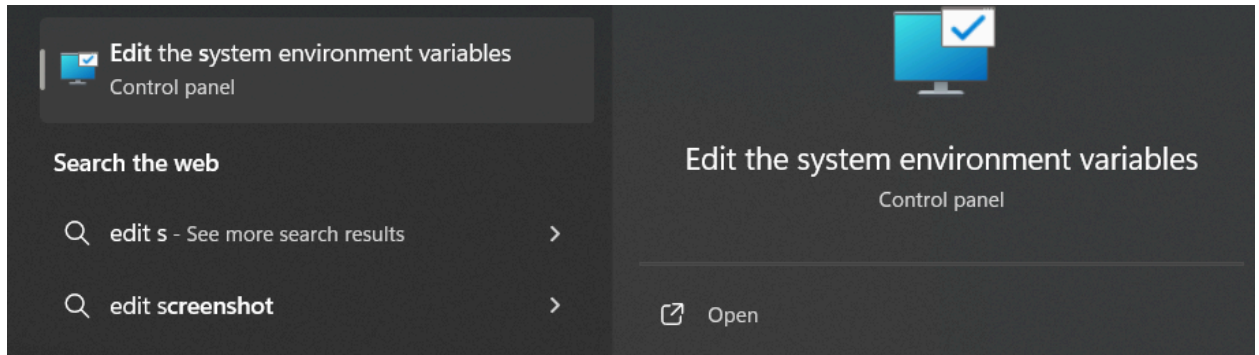 Edit the system environment variables
Control panel
Search the web
edit s - See more search results
edit screenshot
Edit the system environment variables
Control panel
Open